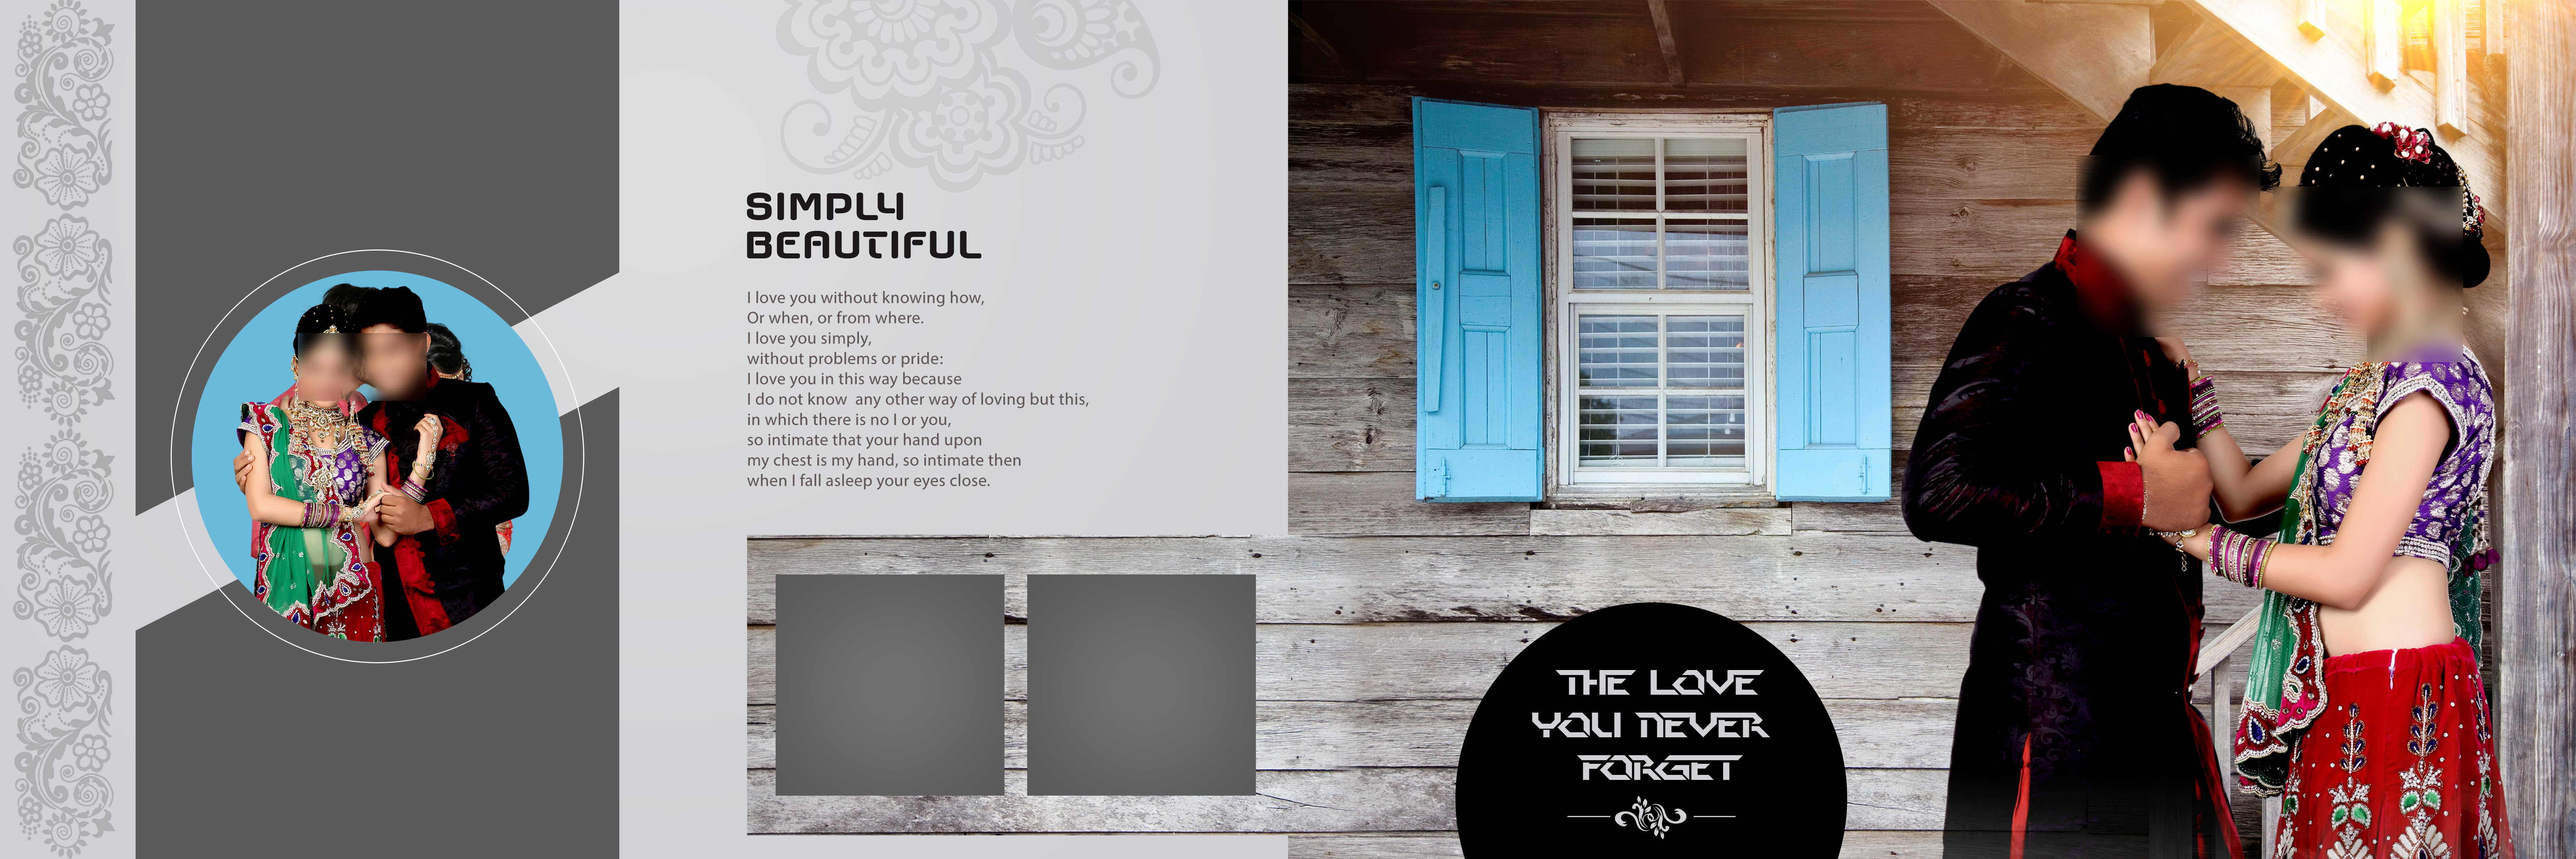 SIMPLY
BEAUTIFUL
I love you without knowing how,
Or when, or from where.
I love you simply,
without problems or pride:
I love you in this way because
I do not know  any other way of loving but this,
in which there is no I or you,
so intimate that your hand upon
my chest is my hand, so intimate then
when I fall asleep your eyes close.
THE LOVE
YOU NEVER
FORGET